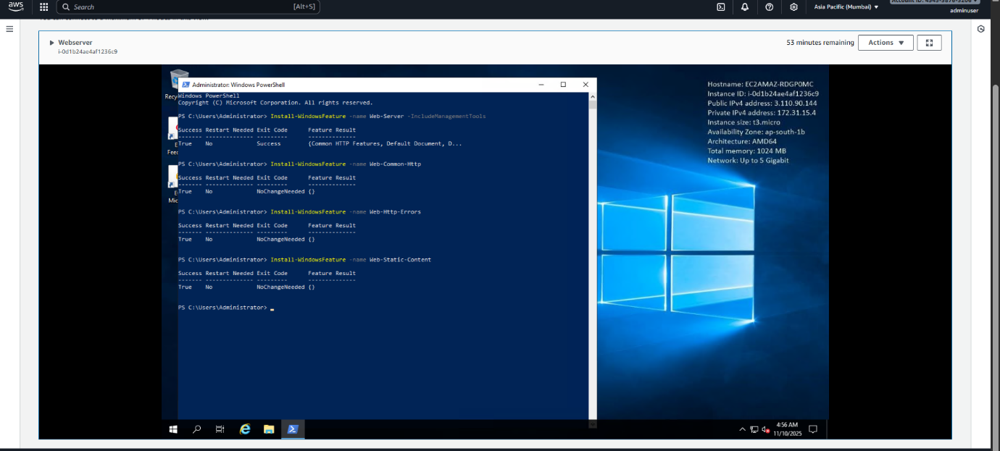 aws
Search
[Alt+S]
Asia Pacific (Mumbai) ▼
adminuser
Webserver
i-0d1b24ae4af1236c9
53 minutes remaining
Actions ▼
Administrator: Windows PowerShell
Windows PowerShell
Copyright (C) Microsoft Corporation. All rights reserved.
PS C:\Users\Administrator> Install-WindowsFeature -name Web-Server -IncludeManagementTools
Success Restart Needed Exit Code      Feature Result
------- -------------- ---------      --------------
True    No             Success        {Common HTTP Features, Default Document, D...
PS C:\Users\Administrator> Install-WindowsFeature -name Web-Common-Http
Success Restart Needed Exit Code      Feature Result
------- -------------- ---------      --------------
True    No             NoChangeNeeded {}
PS C:\Users\Administrator> Install-WindowsFeature -name Web-Http-Errors
Success Restart Needed Exit Code      Feature Result
------- -------------- ---------      --------------
True    No             NoChangeNeeded {}
PS C:\Users\Administrator> Install-WindowsFeature -name Web-Static-Content
Success Restart Needed Exit Code      Feature Result
------- -------------- ---------      --------------
True    No             NoChangeNeeded {}
PS C:\Users\Administrator> _
Recy
E
Feed
E
Mic
Hostname: EC2AMAZ-RDGP0MC
Instance ID: i-0d1b24ae4af1236c9
Public IPv4 address: 3.110.90.144
Private IPv4 address: 172.31.15.4
Instance size: t3.micro
Availability Zone: ap-south-1b
Architecture: AMD64
Total memory: 1024 MB
Network: Up to 5 Gigabit
4:56 AM
11/10/2025